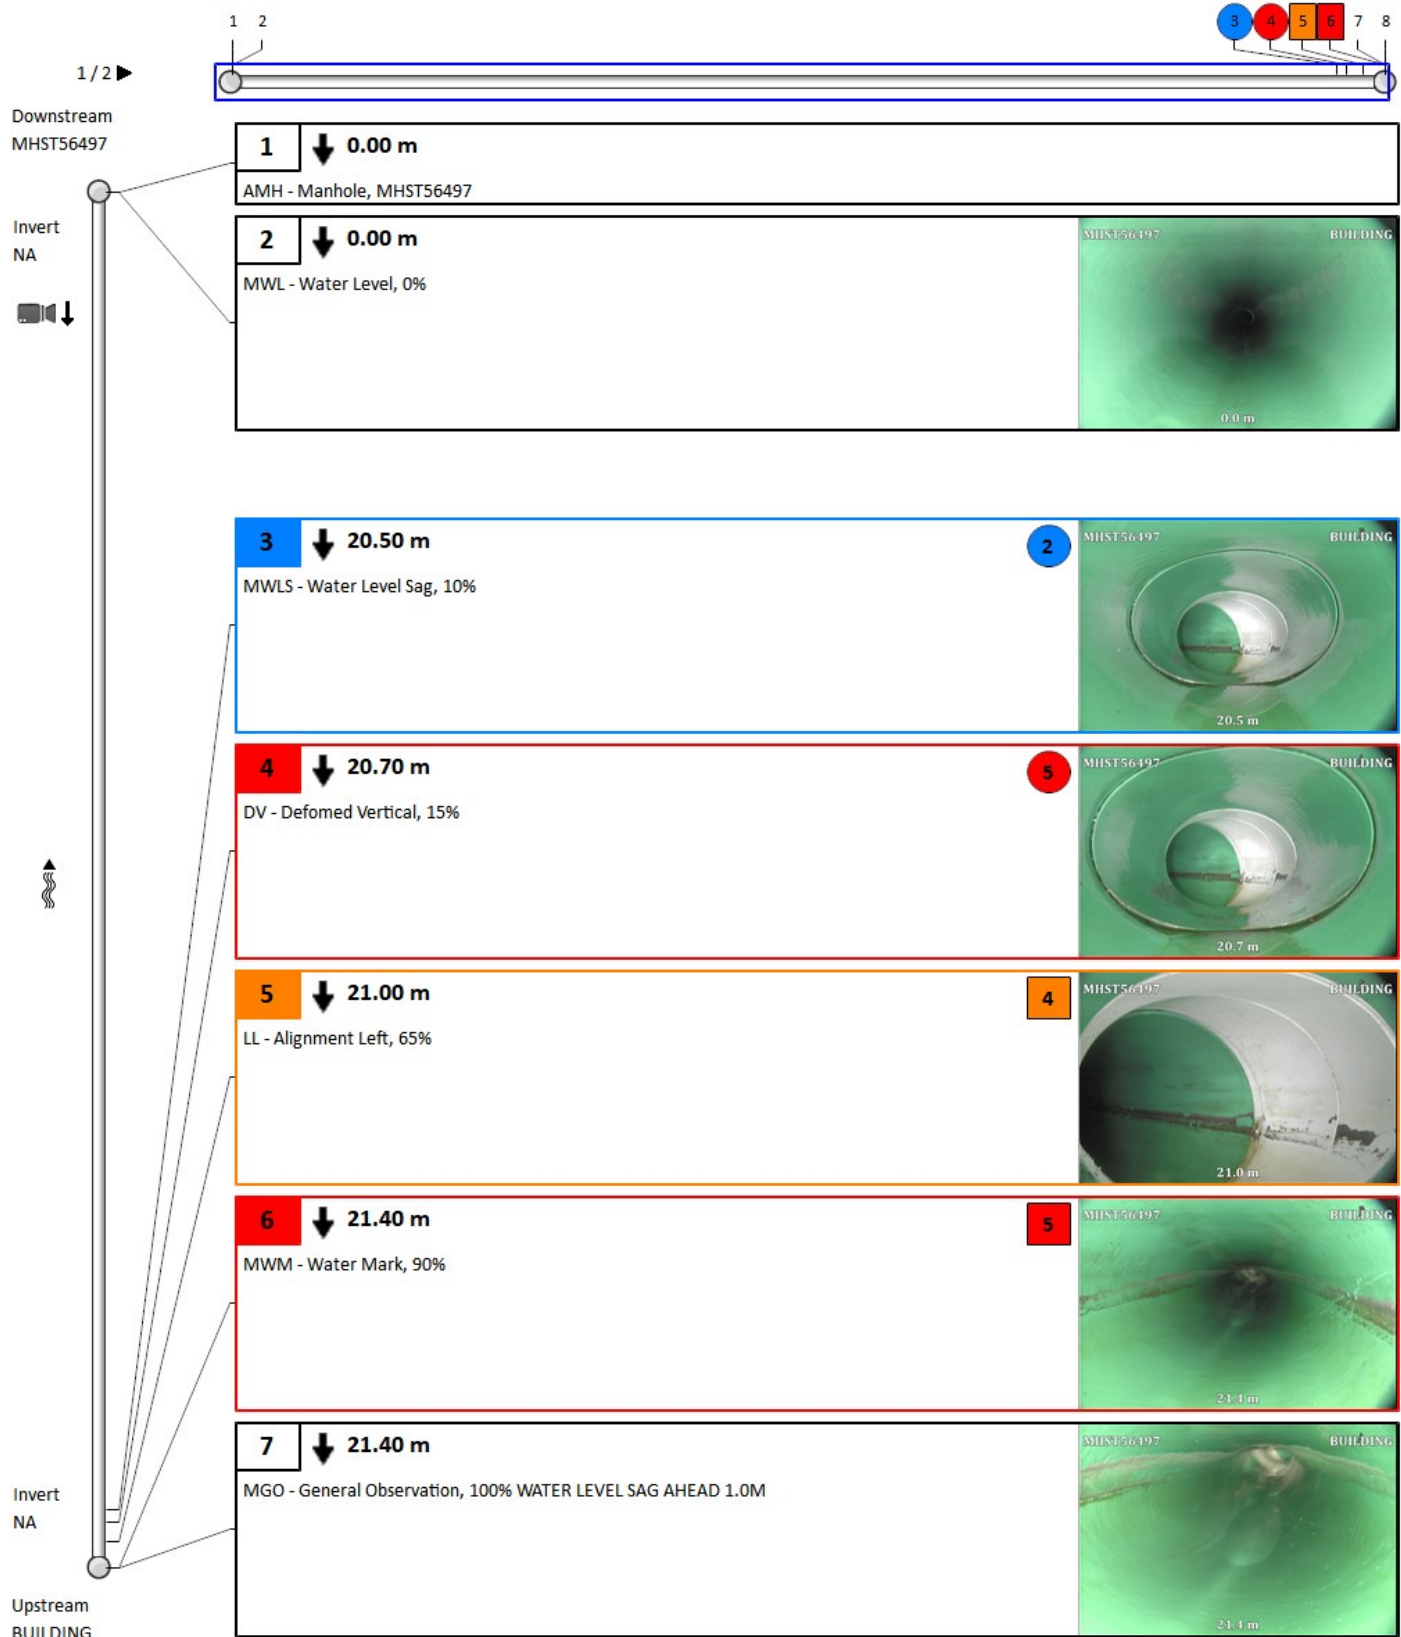 1 2 3 4 5 6 7 8
1 / 2
Downstream
MHST56497
1 0.00 m
AMH - Manhole, MHST56497
Invert
NA
2 0.00 m
MWL - Water Level, 0%
MHST56497 BUILDING
0.0 m
3 20.50 m 2
MWLS - Water Level Sag, 10%
MHST56497 BUILDING
20.5 m
4 20.70 m 5
DV - Defomed Vertical, 15%
MHST56497 BUILDING
20.7 m
5 21.00 m 4
LL - Alignment Left, 65%
MHST56497 BUILDING
21.0 m
6 21.40 m 5
MWM - Water Mark, 90%
MHST56497 BUILDING
21.4 m
7 21.40 m
MGO - General Observation, 100% WATER LEVEL SAG AHEAD 1.0M
MHST56497 BUILDING
21.4 m
Invert
NA
Upstream
BUILDING